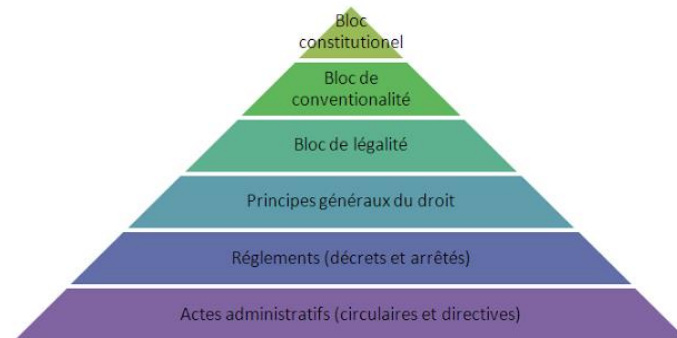 Bloc
constitutionel
Bloc de
conventionalité
Bloc de légalité
Principes généraux du droit
Réglements (décrets et arrêtés)
Actes administratifs (circulaires et directives)